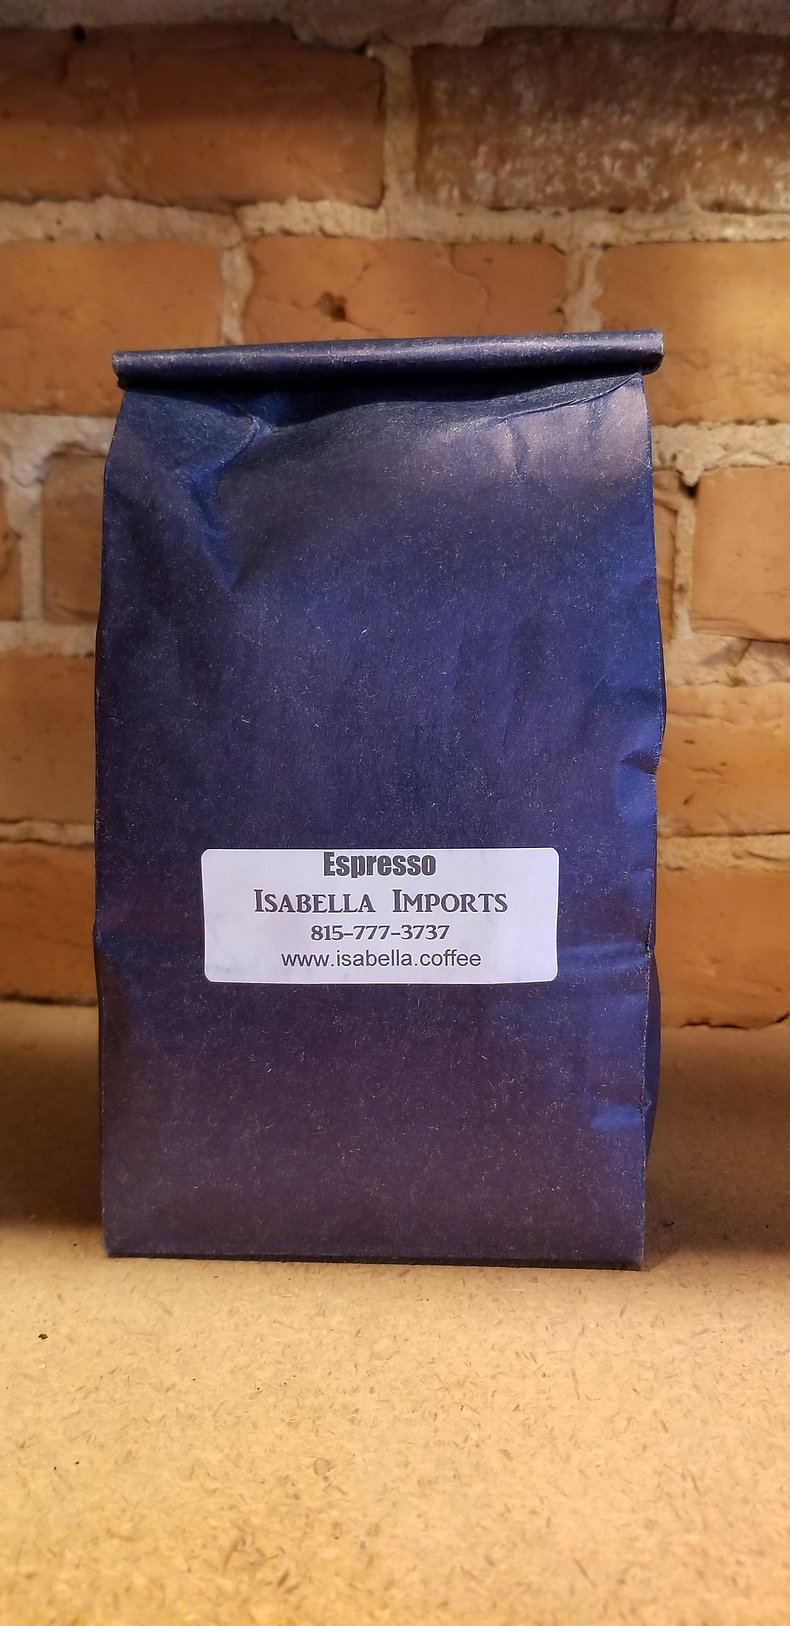 Espresso
Isabella Imports
815-777-3737
www.isabella.coffee